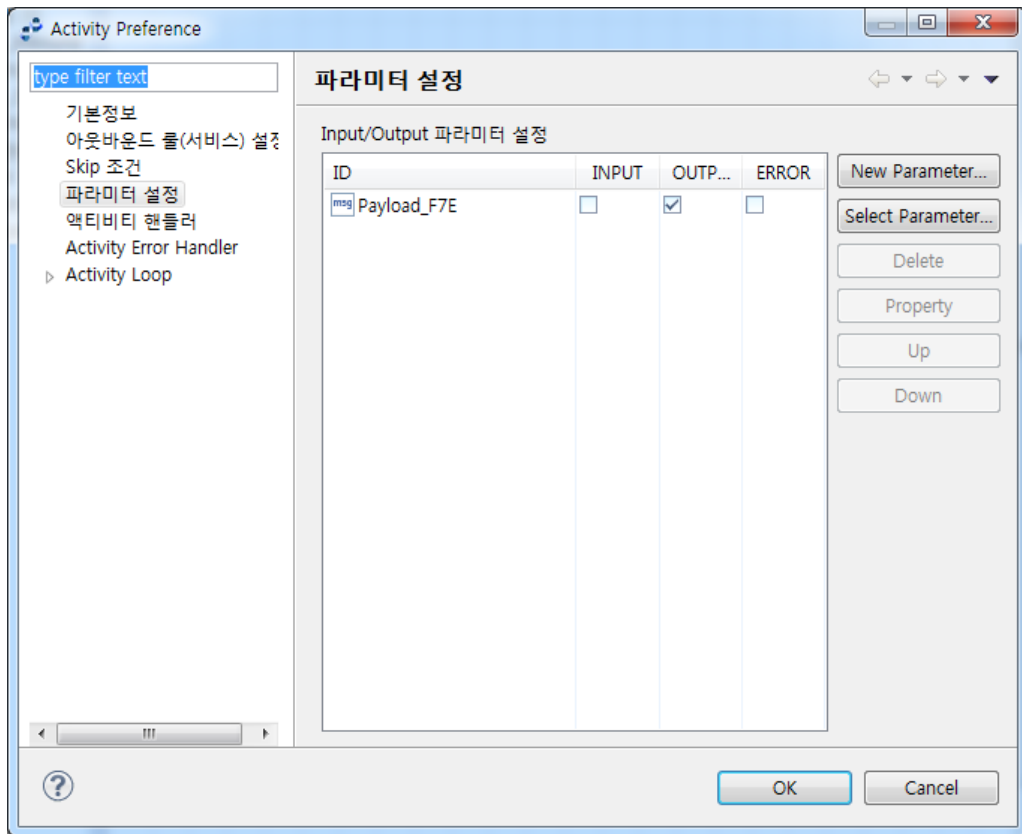 Activity Preference
type filter text
기본정보
아웃바운드 룰(서비스) 설정
Skip 조건
파라미터 설정
액티비티 핸들러
Activity Error Handler
Activity Loop
파라미터 설정
Input/Output 파라미터 설정
ID INPUT OUTP... ERROR
msg Payload_F7E
New Parameter...
Select Parameter...
Delete
Property
Up
Down
OK Cancel